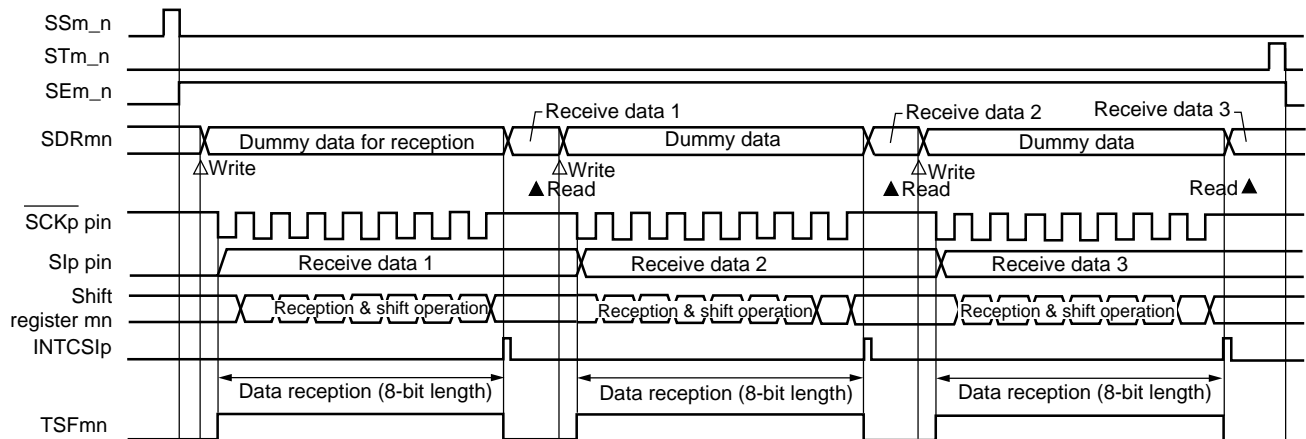 SSm_n
STm_n
SEm_n
Receive data 1
Receive data 2
Receive data 3
SDRmn
Dummy data for reception
Dummy data
Dummy data
Write
Write
Write
Read
Read
Read
SCKp pin
SIp pin
Receive data 1
Receive data 2
Receive data 3
Shift
register mn
Reception & shift operation
Reception & shift operation
Reception & shift operation
INTCSIp
Data reception (8-bit length)
Data reception (8-bit length)
Data reception (8-bit length)
TSFmn